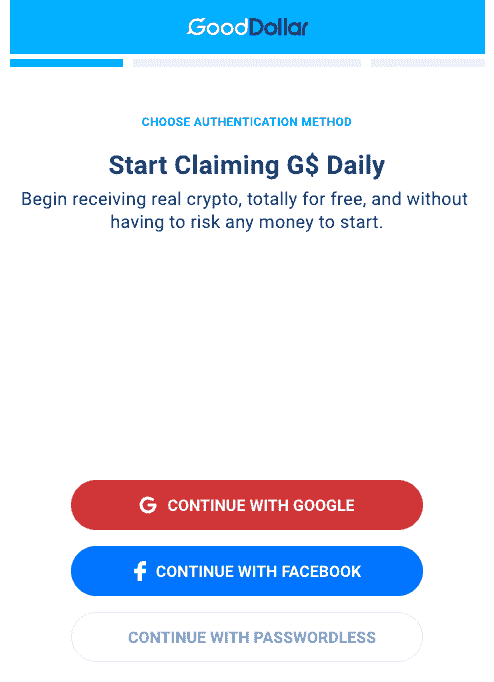 GoodDollar
CHOOSE AUTHENTICATION METHOD
Start Claiming G$ Daily
Begin receiving real crypto, totally for free, and without
having to risk any money to start.
G CONTINUE WITH GOOGLE
f CONTINUE WITH FACEBOOK
CONTINUE WITH PASSWORDLESS